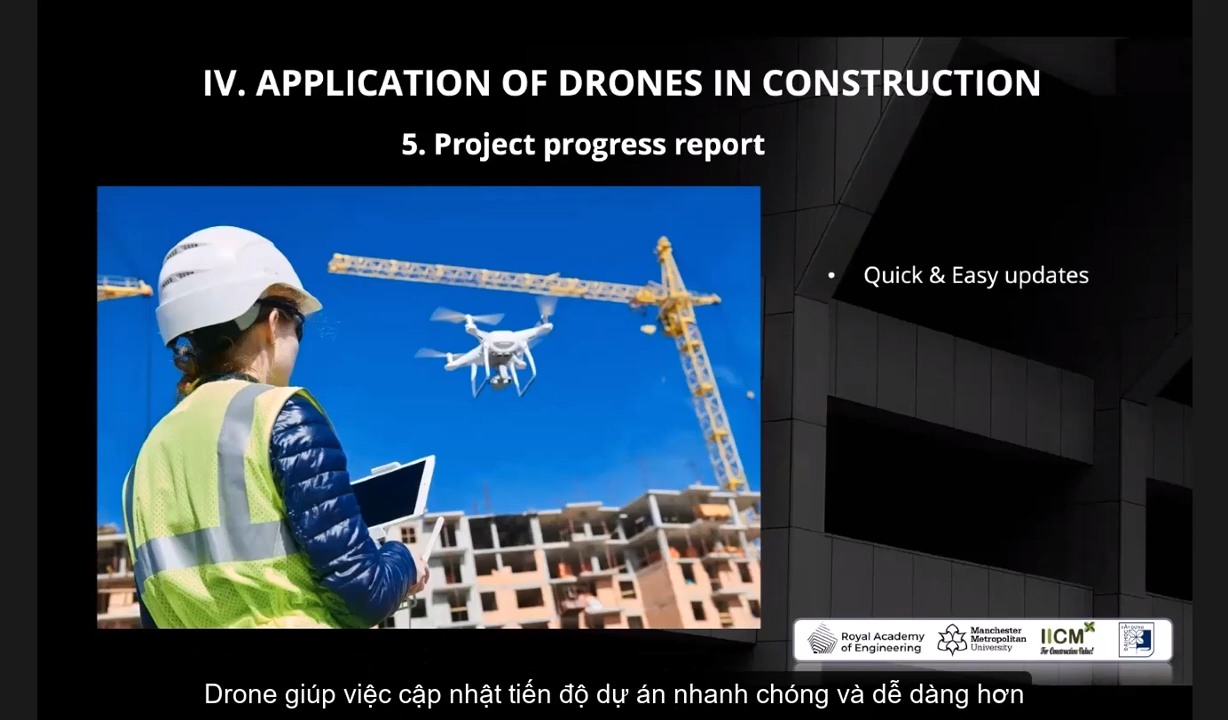 IV. APPLICATION OF DRONES IN CONSTRUCTION
5. Project progress report
• Quick & Easy updates
Royal Academy
of Engineering
Manchester
Metropolitan
University
IICM
For Construction Value!
Drone giúp việc cập nhật tiến độ dự án nhanh chóng và dễ dàng hơn